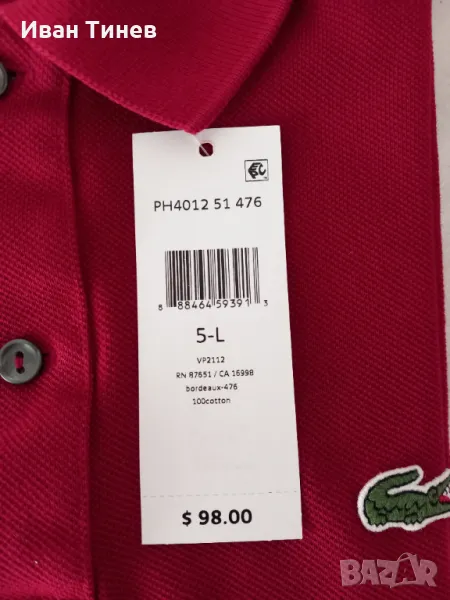 Иван Тинев
PH4012 51 476
8 88464 59391 3
5-L
VP2112
RN 87651 / CA 16998
bordeaux-476
100cotton
$ 98.00
bazar